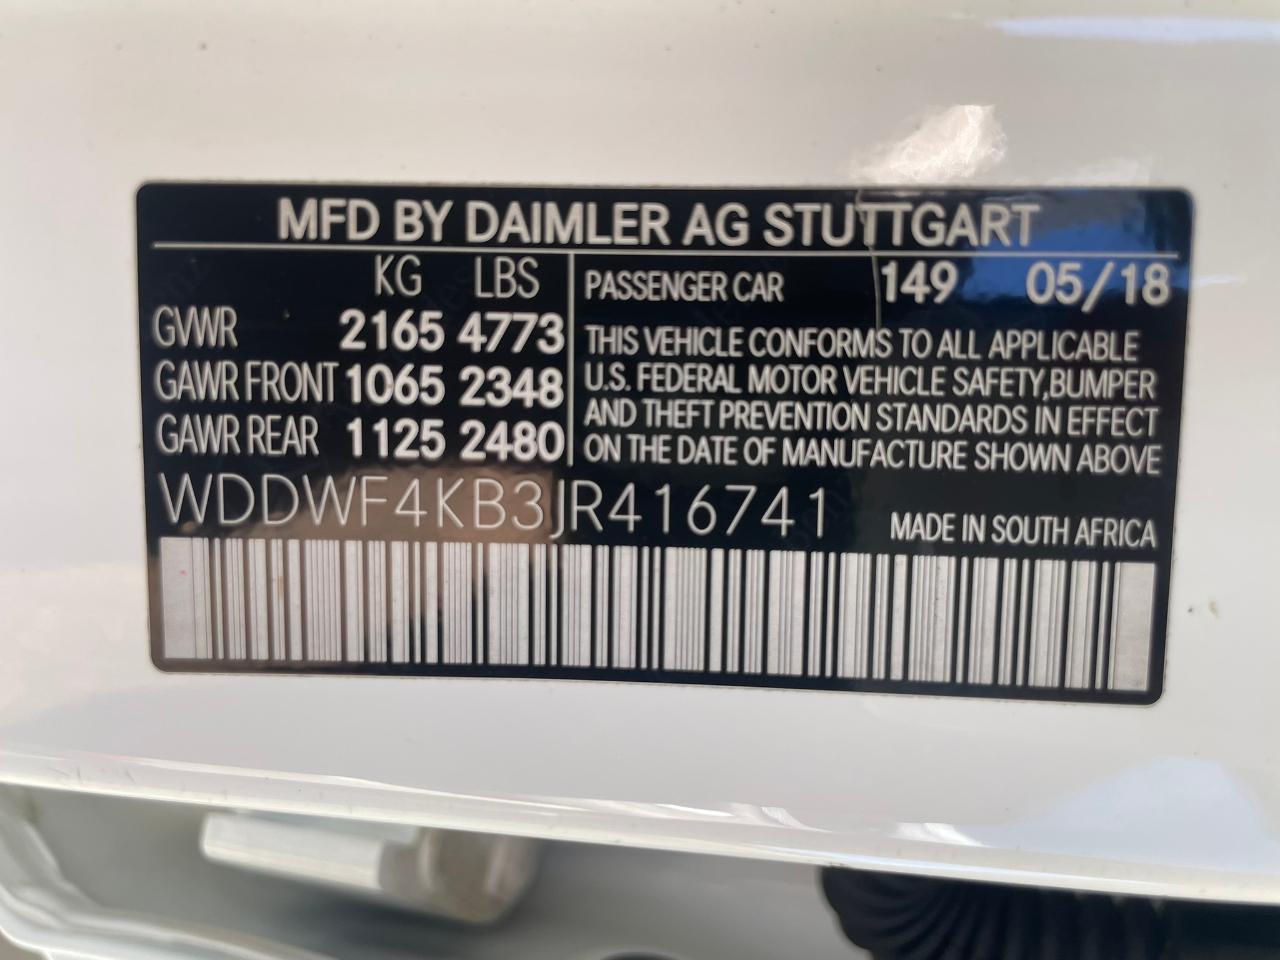 MFD BY DAIMLER AG STUTTGART
KG LBS
GVWR 2165 4773
GAWR FRONT 1065 2348
GAWR REAR 1125 2480
PASSENGER CAR 149 05/18
THIS VEHICLE CONFORMS TO ALL APPLICABLE
U.S. FEDERAL MOTOR VEHICLE SAFETY,BUMPER
AND THEFT PREVENTION STANDARDS IN EFFECT
ON THE DATE OF MANUFACTURE SHOWN ABOVE
WDDWF4KB3JR416741 MADE IN SOUTH AFRICA